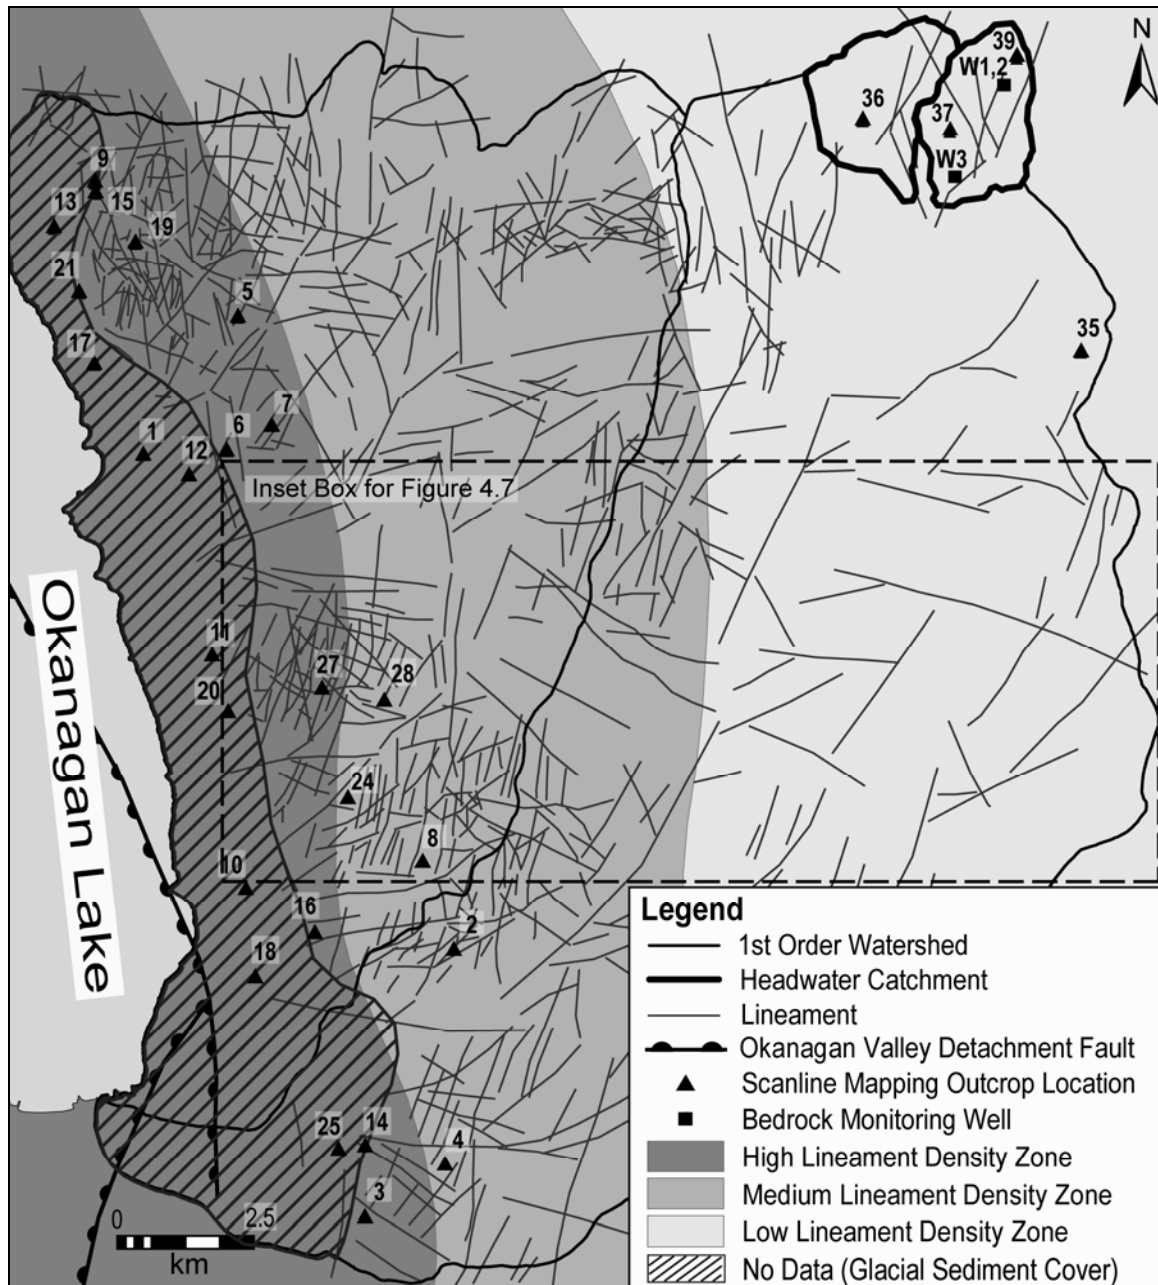 N
39
W1,2
36
37
W3
9
13
15
19
21
5
35
17
7
6
1
12
Inset Box for Figure 4.7
Okanagan Lake
11
27
28
20
24
8
10
16
2
18
25
14
4
3
0
2.5
km
Legend
1st Order Watershed
Headwater Catchment
Lineament
Okanagan Valley Detachment Fault
Scanline Mapping Outcrop Location
Bedrock Monitoring Well
High Lineament Density Zone
Medium Lineament Density Zone
Low Lineament Density Zone
No Data (Glacial Sediment Cover)